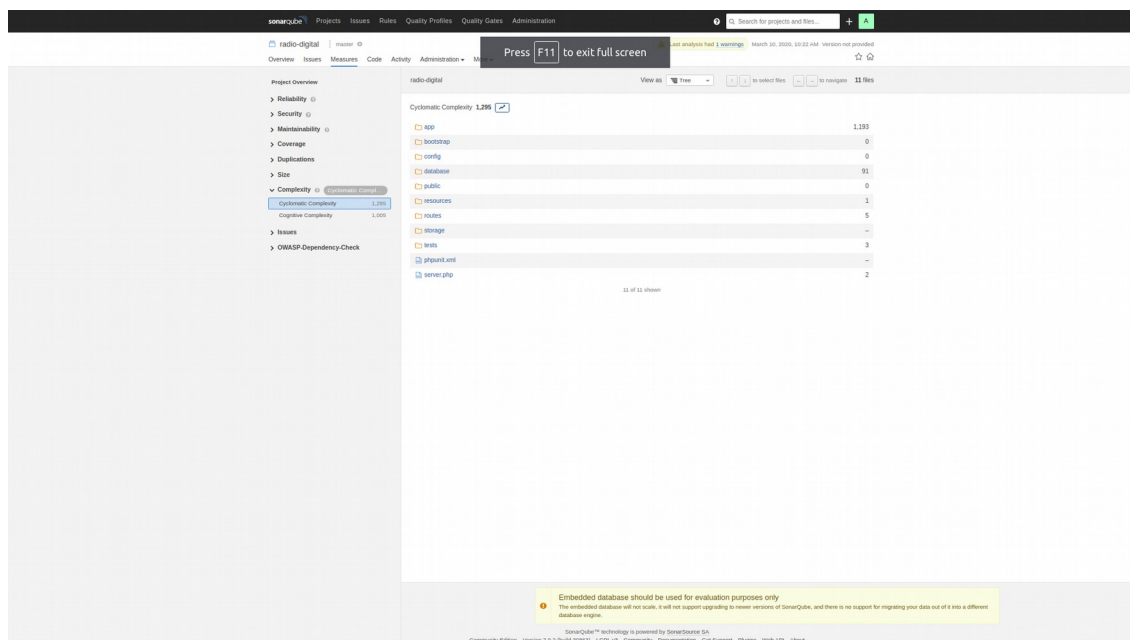 sonarqube Projects Issues Rules Quality Profiles Quality Gates Administration Search for projects and files... + A
radio-digital master Last analysis had 1 warnings March 10, 2020, 10:22 AM Version not provided
Overview Issues Measures Code Activity Administration
Press F11 to exit full screen
Project Overview
Reliability
Security
Maintainability
Coverage
Duplications
Size
Complexity Cyclomatic Compl...
Cyclomatic Complexity 1,295
Cognitive Complexity 1,005
Issues
OWASP-Dependency-Check
radio-digital View as Tree ↑ ↓ to select files ← → to navigate 11 files
Cyclomatic Complexity 1,295
app 1,193
bootstrap 0
config 0
database 91
public 0
resources 1
routes 5
storage –
tests 3
phpunit.xml –
server.php 2
11 of 11 shown
Embedded database should be used for evaluation purposes only
The embedded database will not scale, it will not support upgrading to newer versions of SonarQube, and there is no support for migrating your data out of it into a different
database engine.
SonarQube™ technology is powered by SonarSource SA